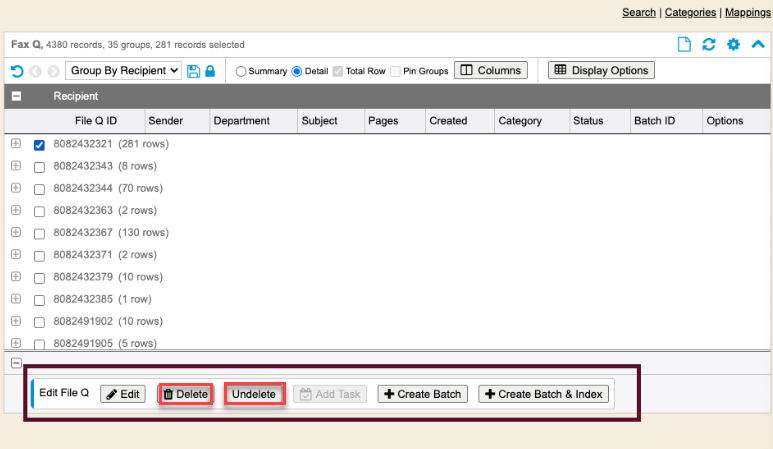 Search | Categories | Mappings
Fax Q, 4380 records, 35 groups, 281 records selected
Group By Recipient Summary Detail Total Row Pin Groups Columns Display Options
Recipient
File Q ID Sender Department Subject Pages Created Category Status Batch ID Options
8082432321 (281 rows)
8082432343 (8 rows)
8082432344 (70 rows)
8082432363 (2 rows)
8082432367 (130 rows)
8082432371 (2 rows)
8082432379 (10 rows)
8082432385 (1 row)
8082491902 (10 rows)
8082491905 (5 rows)
Edit File Q Edit Delete Undelete Add Task Create Batch Create Batch & Index